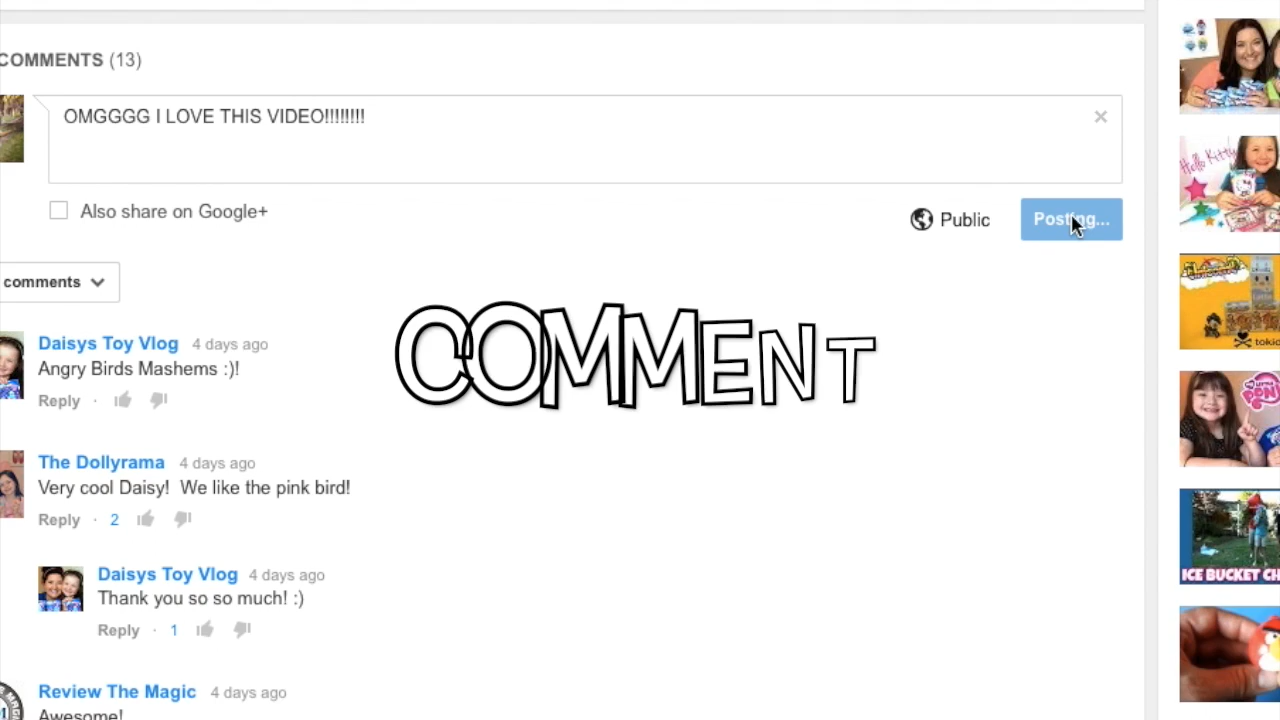 COMMENTS (13)
OMGGGG I LOVE THIS VIDEO!!!!!!!!
Also share on Google+
Public
Posting...
comments
COMMENT
Daisys Toy Vlog 4 days ago
Angry Birds Mashems :)!
Reply
The Dollyrama 4 days ago
Very cool Daisy! We like the pink bird!
Reply · 2
Daisys Toy Vlog 4 days ago
Thank you so so much! :)
Reply · 1
Review The Magic 4 days ago
Awesome!
Hello Kitty
MY LITTLE
PONY
ICE BUCKET CH